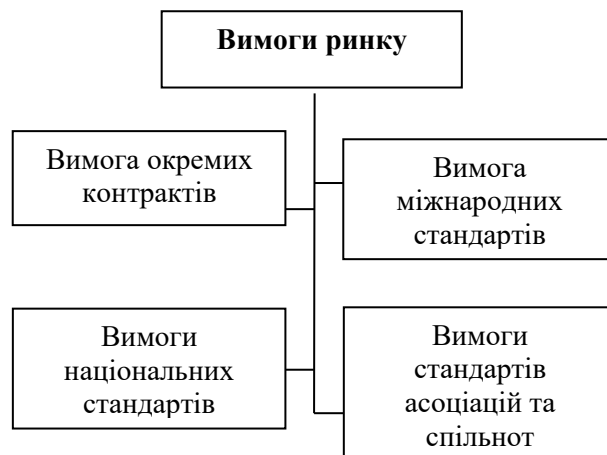 Вимоги ринку
Вимога окремих
контрактів
Вимога
міжнародних
стандартів
Вимоги
національних
стандартів
Вимоги
стандартів
асоціацій та
спільнот